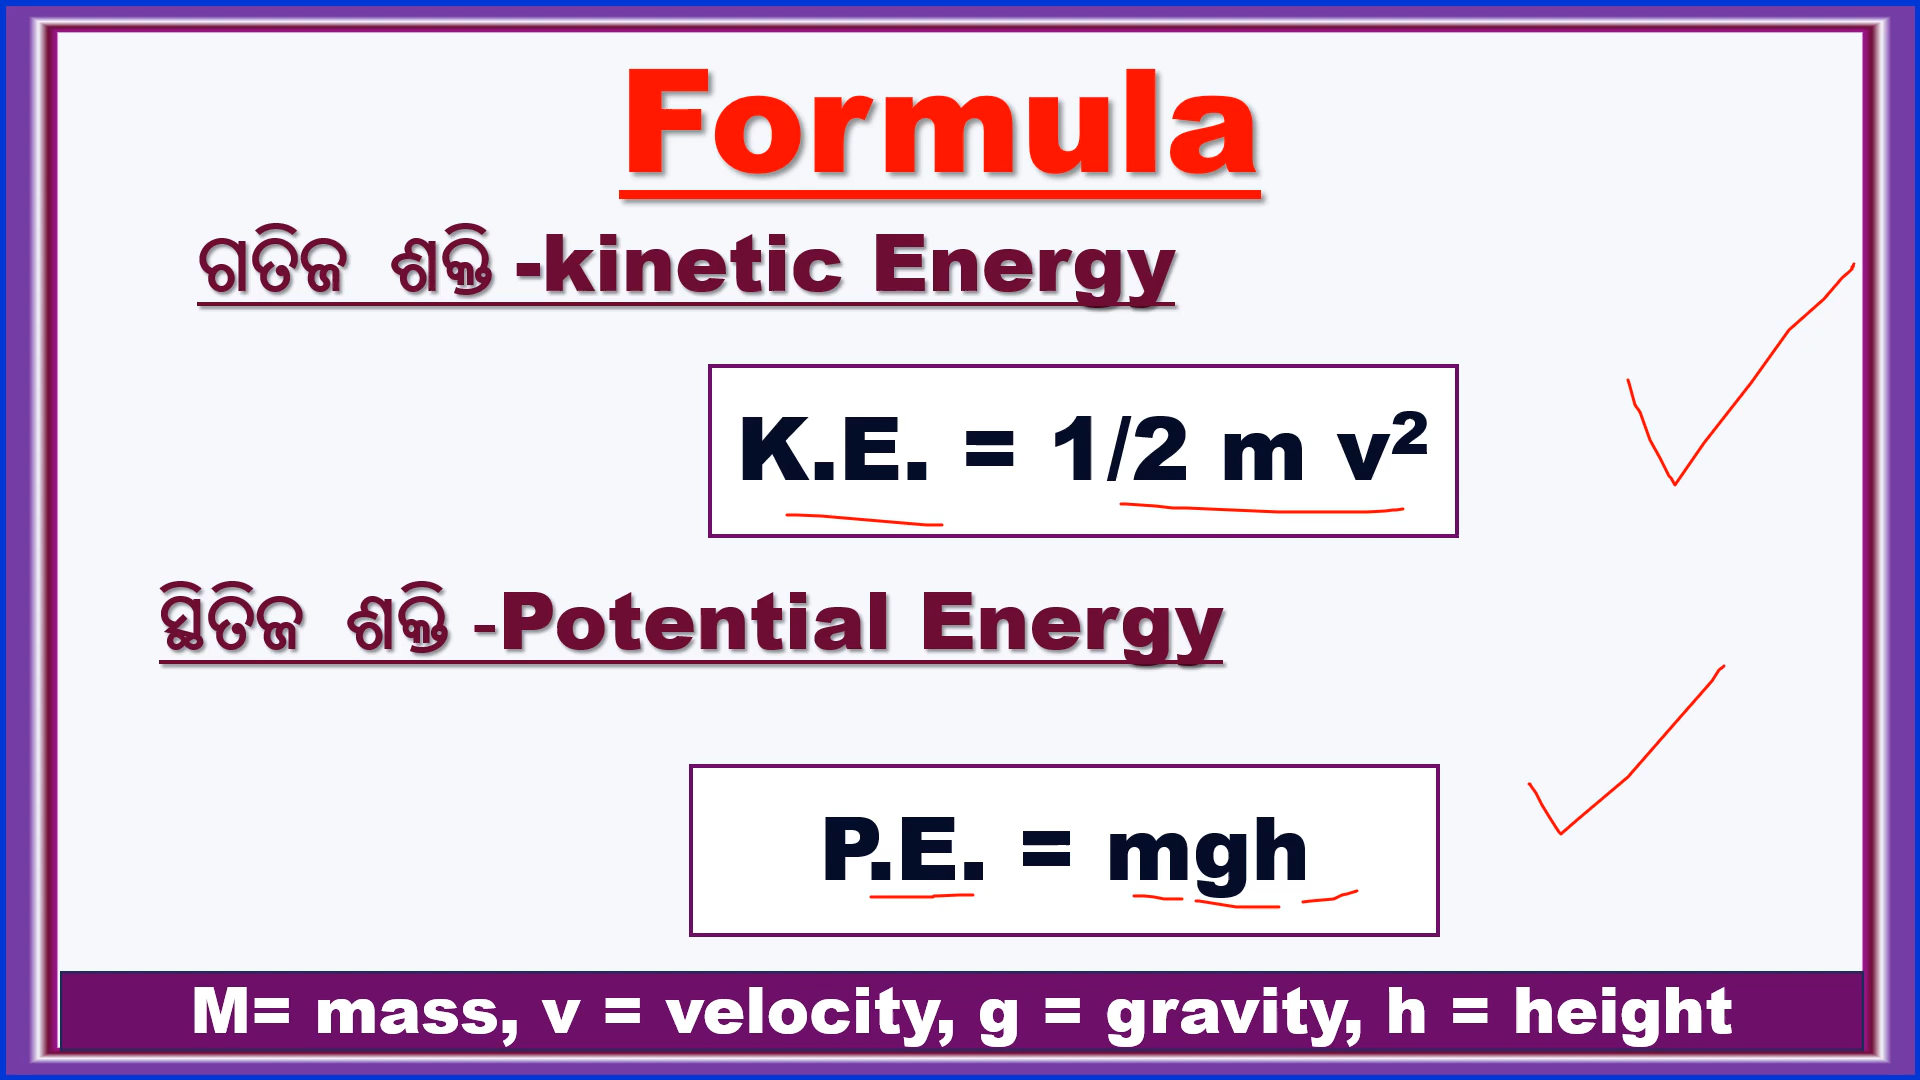 Formula
ଗତିଜ ଶକ୍ତି -kinetic Energy
K.E. = 1/2 m v²
ସ୍ଥିତିଜ ଶକ୍ତି -Potential Energy
P.E. = mgh
M= mass, v = velocity, g = gravity, h = height